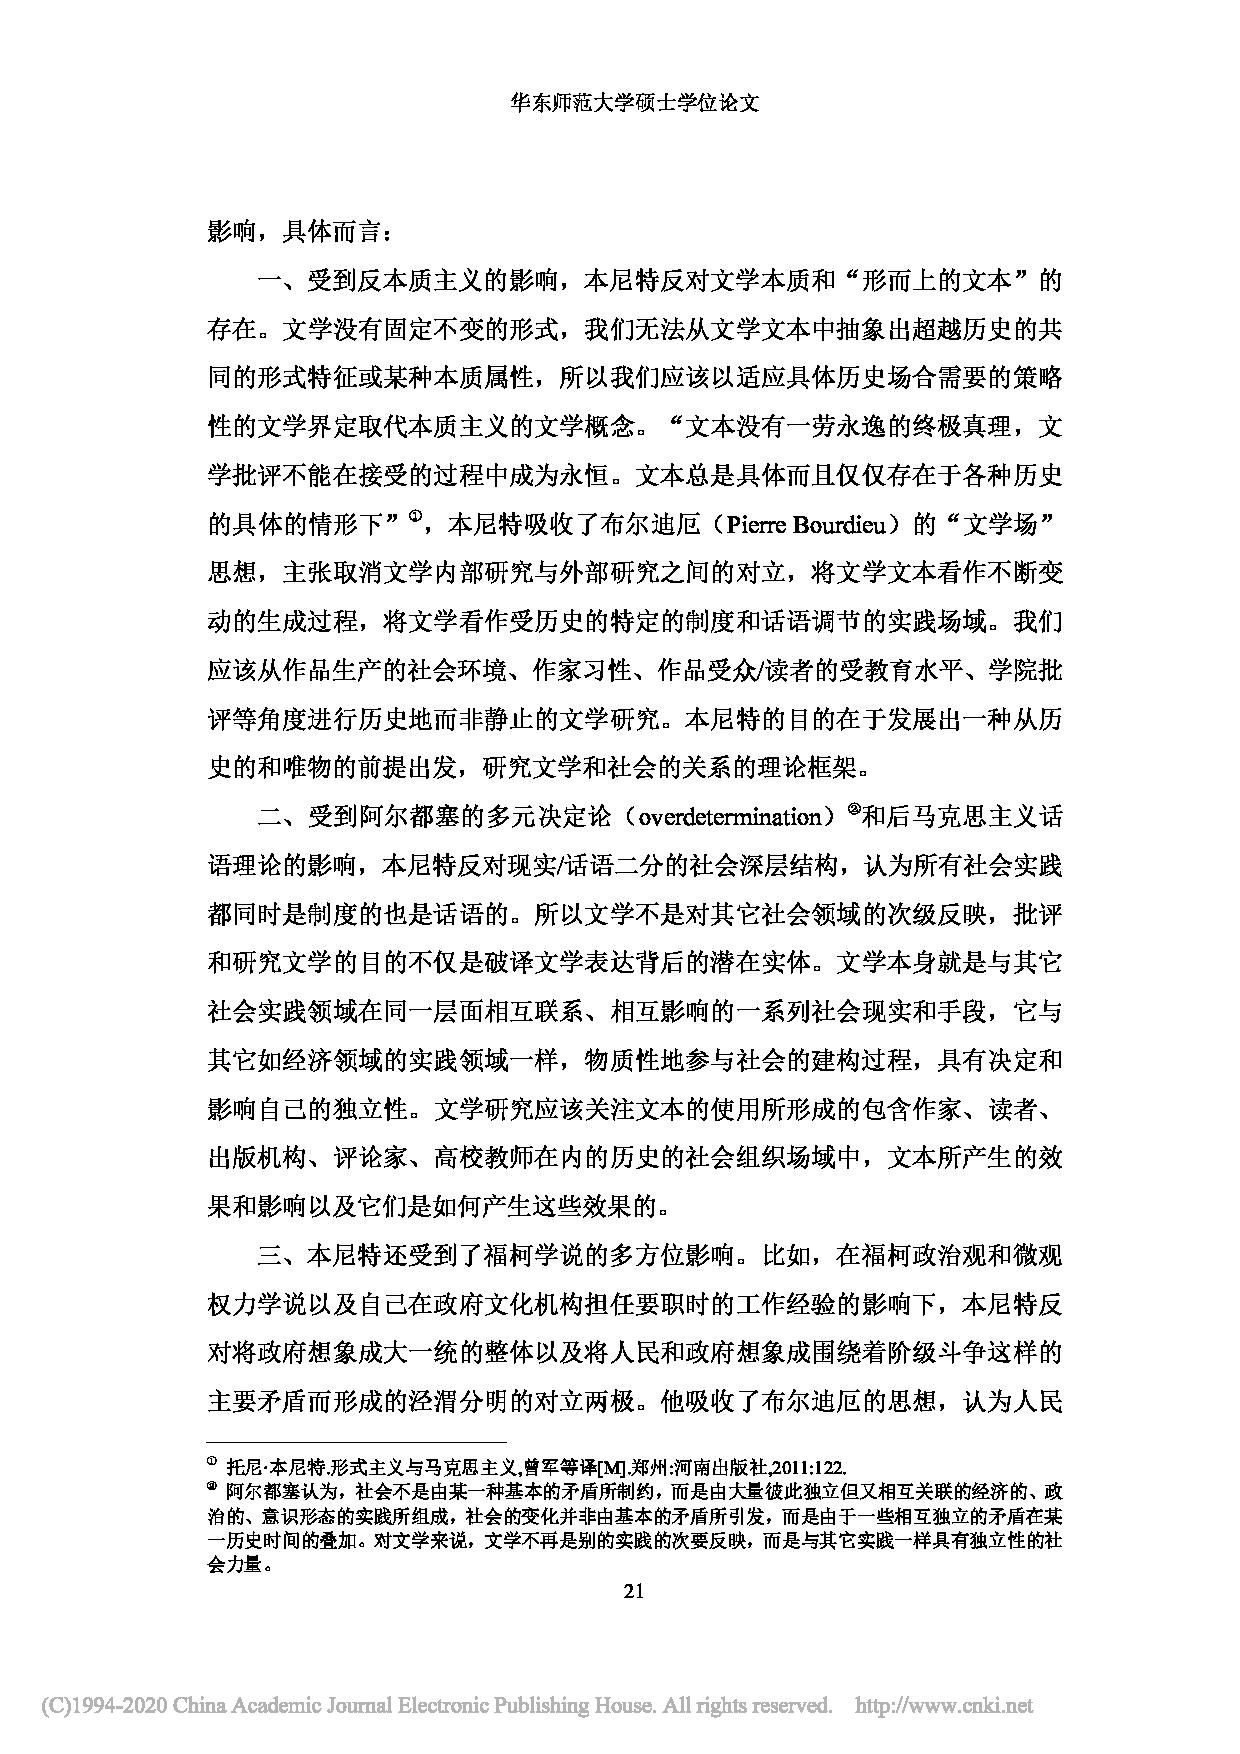 华东师范大学硕士学位论文
影响，具体而言：
一、受到反本质主义的影响，本尼特反对文学本质和“形而上的文本”的
存在。文学没有固定不变的形式，我们无法从文学文本中抽象出超越历史的共
同的形式特征或某种本质属性，所以我们应该以适应具体历史场合需要的策略
性的文学界定取代本质主义的文学概念。“文本没有一劳永逸的终极真理，文
学批评不能在接受的过程中成为永恒。文本总是具体而且仅仅存在于各种历史
的具体的情形下”①，本尼特吸收了布尔迪厄（Pierre Bourdieu）的“文学场”
思想，主张取消文学内部研究与外部研究之间的对立，将文学文本看作不断变
动的生成过程，将文学看作受历史的特定的制度和话语调节的实践场域。我们
应该从作品生产的社会环境、作家习性、作品受众/读者的受教育水平、学院批
评等角度进行历史地而非静止的文学研究。本尼特的目的在于发展出一种从历
史的和唯物的前提出发，研究文学和社会的关系的理论框架。
二、受到阿尔都塞的多元决定论（overdetermination）②和后马克思主义话
语理论的影响，本尼特反对现实/话语二分的社会深层结构，认为所有社会实践
都同时是制度的也是话语的。所以文学不是对其它社会领域的次级反映，批评
和研究文学的目的不仅是破译文学表达背后的潜在实体。文学本身就是与其它
社会实践领域在同一层面相互联系、相互影响的一系列社会现实和手段，它与
其它如经济领域的实践领域一样，物质性地参与社会的建构过程，具有决定和
影响自己的独立性。文学研究应该关注文本的使用所形成的包含作家、读者、
出版机构、评论家、高校教师在内的历史的社会组织场域中，文本所产生的效
果和影响以及它们是如何产生这些效果的。
三、本尼特还受到了福柯学说的多方位影响。比如，在福柯政治观和微观
权力学说以及自己在政府文化机构担任要职时的工作经验的影响下，本尼特反
对将政府想象成大一统的整体以及将人民和政府想象成围绕着阶级斗争这样的
主要矛盾而形成的泾渭分明的对立两极。他吸收了布尔迪厄的思想，认为人民
① 托尼·本尼特.形式主义与马克思主义,曾军等译[M].郑州:河南出版社,2011:122.
② 阿尔都塞认为，社会不是由某一种基本的矛盾所制约，而是由大量彼此独立但又相互关联的经济的、政
治的、意识形态的实践所组成，社会的变化并非由基本的矛盾所引发，而是由于一些相互独立的矛盾在某
一历史时间的叠加。对文学来说，文学不再是别的实践的次要反映，而是与其它实践一样具有独立性的社
会力量。
21
(C)1994-2020 China Academic Journal Electronic Publishing House. All rights reserved. http://www.cnki.net